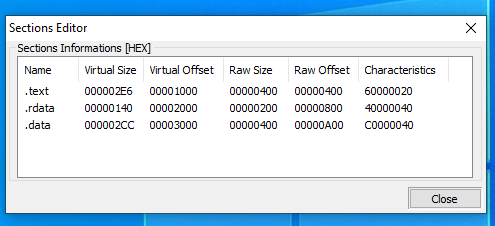 Sections Editor
Sections Informations [HEX]
Name Virtual Size Virtual Offset Raw Size Raw Offset Characteristics
.text 000002E6 00001000 00000400 00000400 60000020
.rdata 00000140 00002000 00000200 00000800 40000040
.data 000002CC 00003000 00000400 00000A00 C0000040
Close